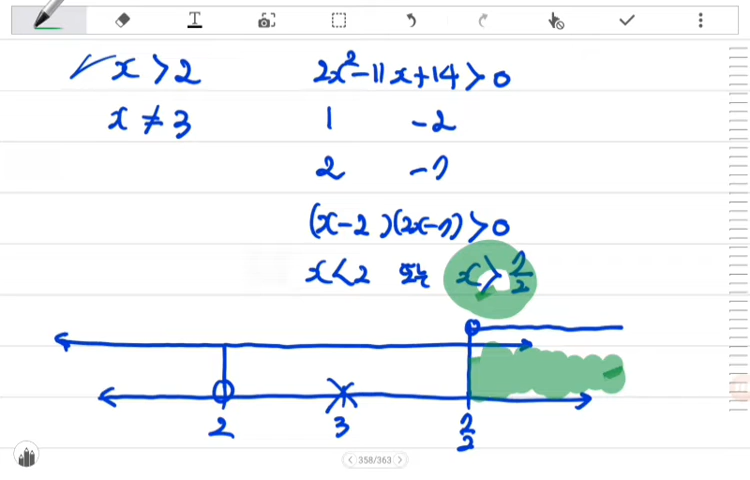 T
x > 2    2x²-11x+14 > 0
x ≠ 3    1    -2
2    -7
(x-2)(2x-7) > 0
x < 2 또는 x > 7/2
2    3    7/2
358/363